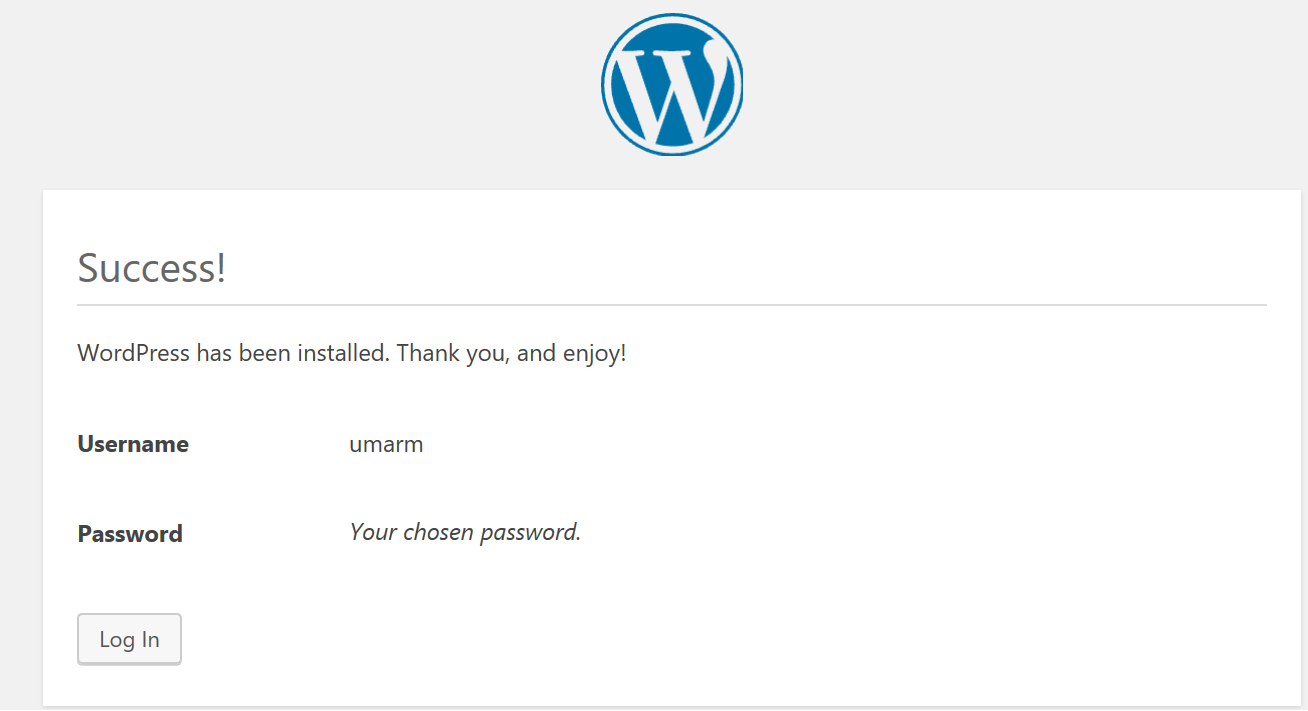 Success!
WordPress has been installed. Thank you, and enjoy!
Username umarm
Password Your chosen password.
Log In